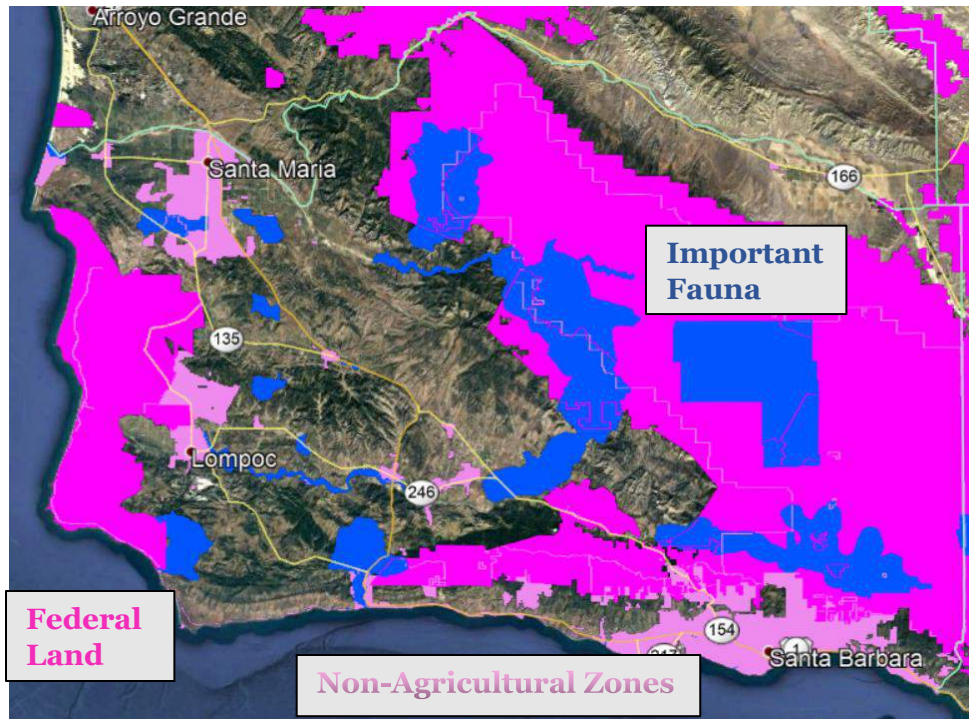 Arroyo Grande
Santa Maria
166
Important
Fauna
135
Lompoc
246
Federal
Land
154
1
Santa Barbara
Non-Agricultural Zones